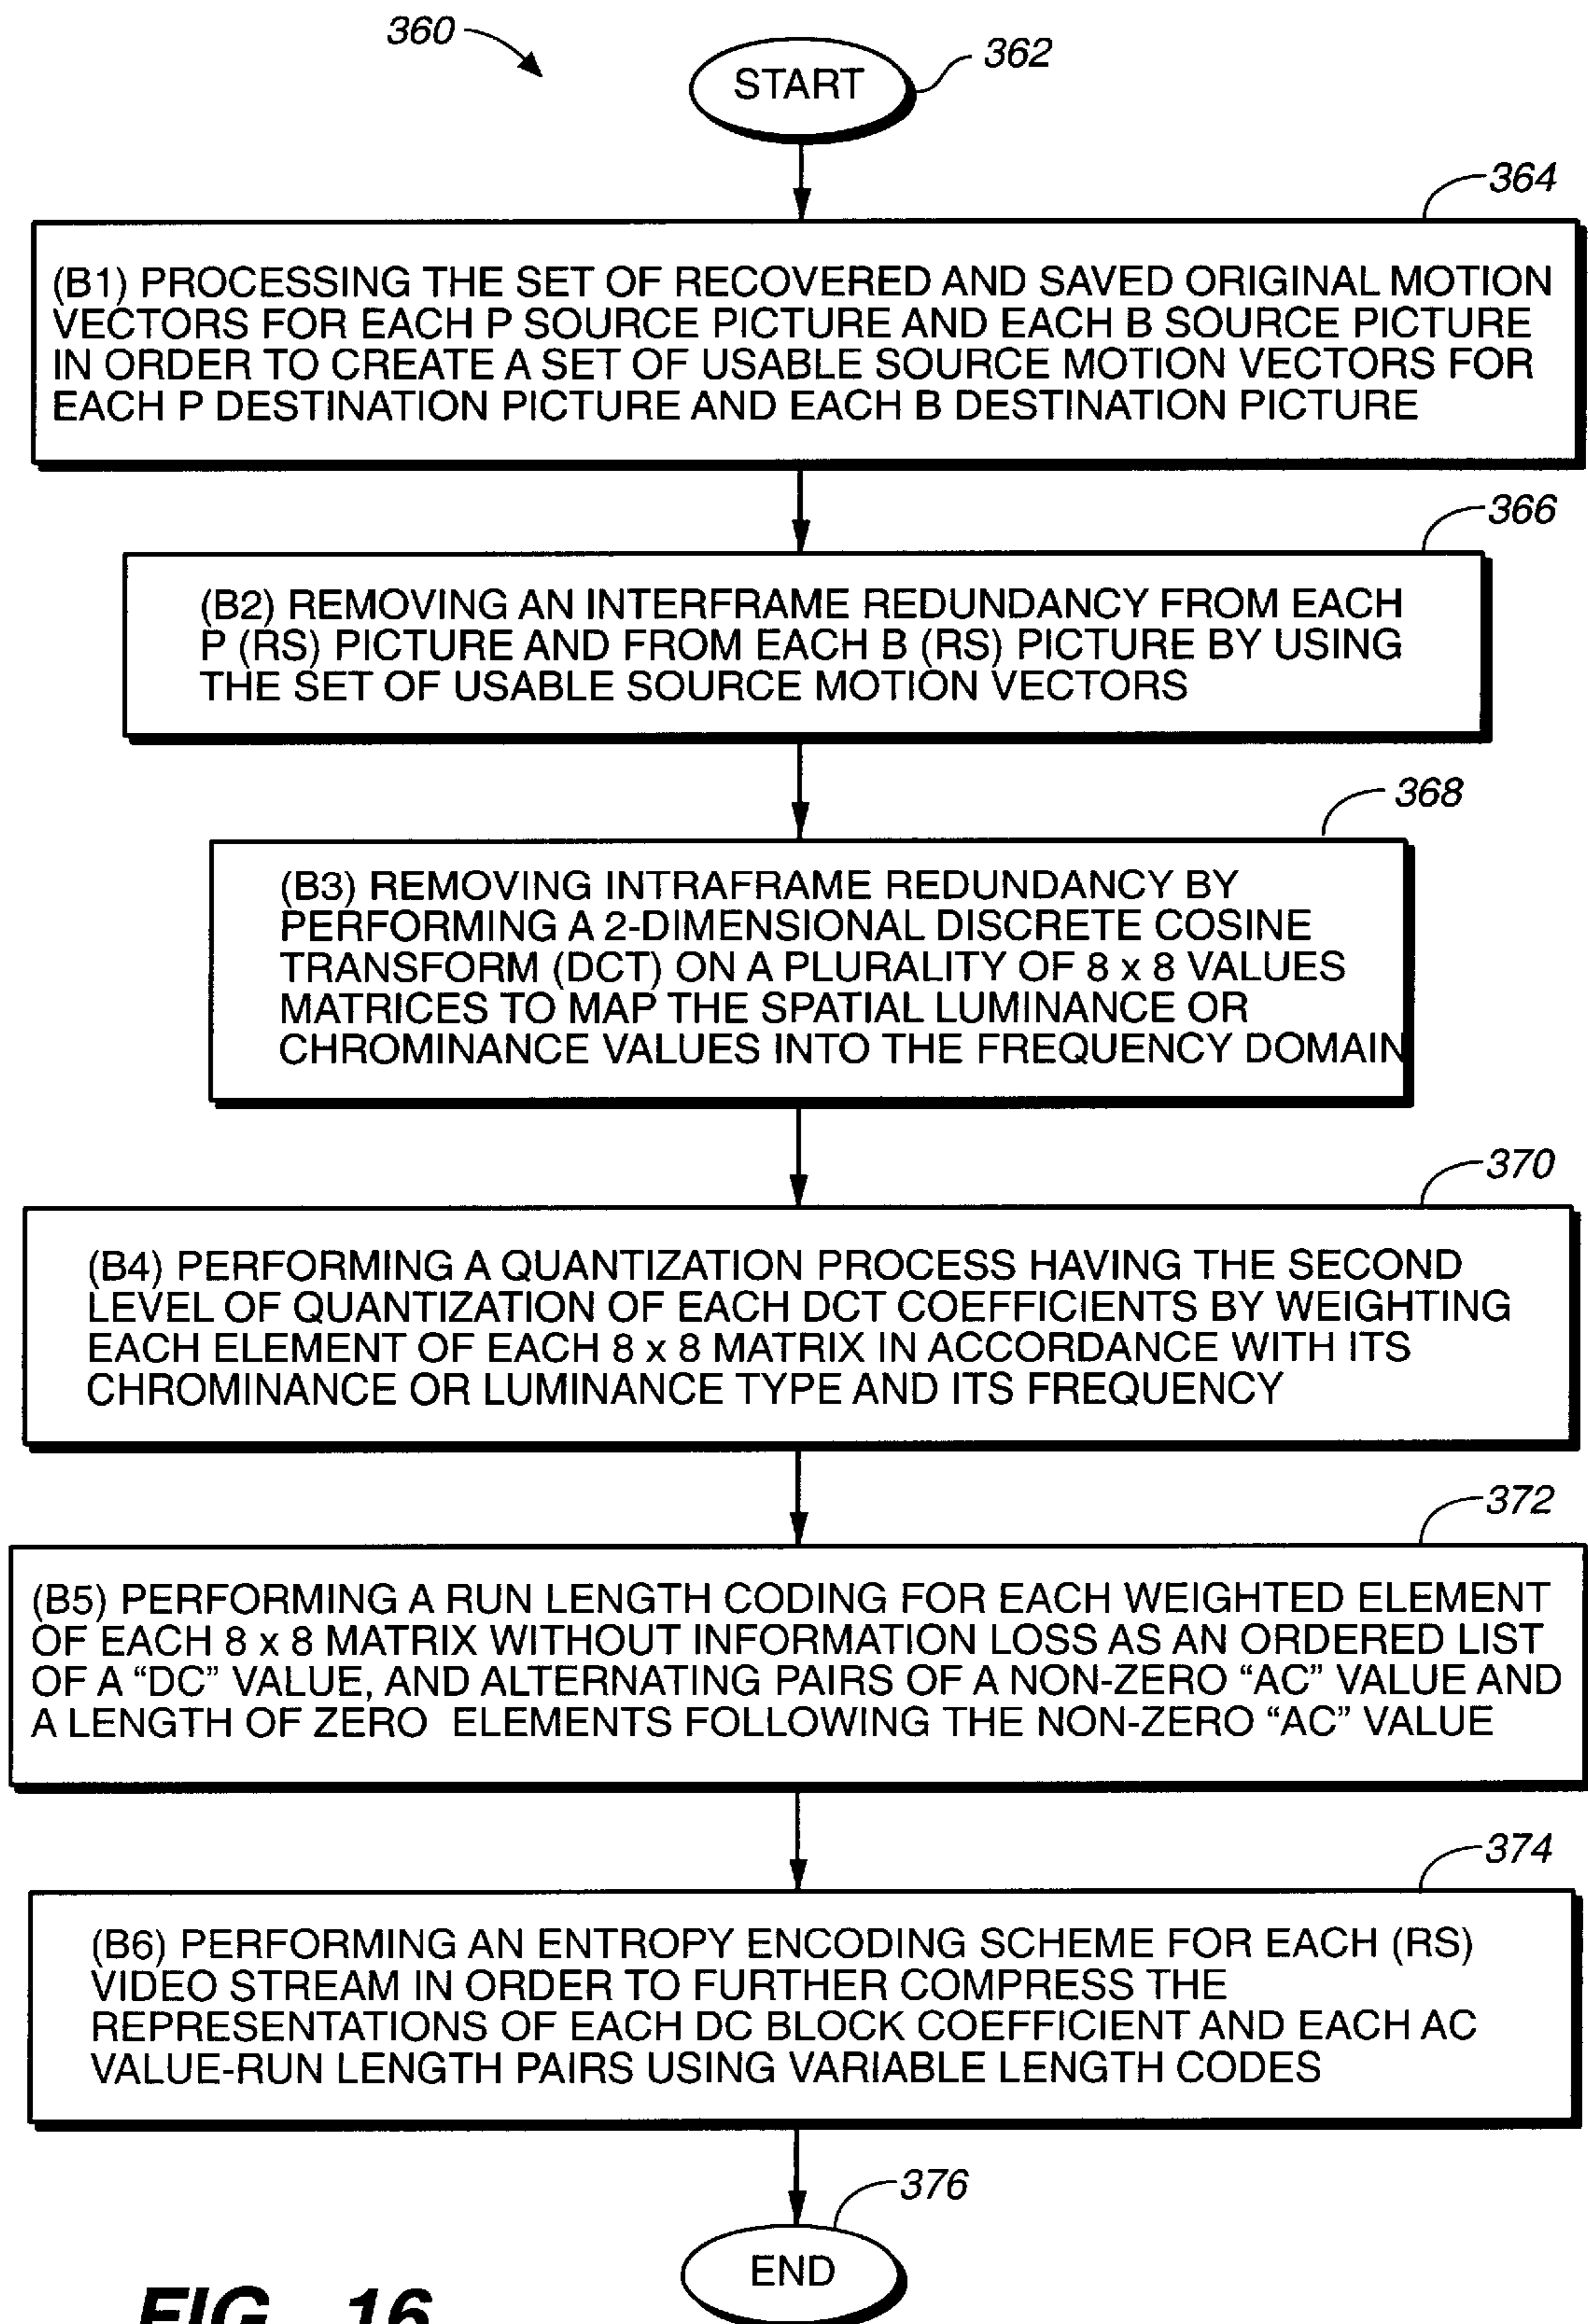 360
START
362
364
(B1) PROCESSING THE SET OF RECOVERED AND SAVED ORIGINAL MOTION
VECTORS FOR EACH P SOURCE PICTURE AND EACH B SOURCE PICTURE
IN ORDER TO CREATE A SET OF USABLE SOURCE MOTION VECTORS FOR
EACH P DESTINATION PICTURE AND EACH B DESTINATION PICTURE
366
(B2) REMOVING AN INTERFRAME REDUNDANCY FROM EACH
P (RS) PICTURE AND FROM EACH B (RS) PICTURE BY USING
THE SET OF USABLE SOURCE MOTION VECTORS
368
(B3) REMOVING INTRAFRAME REDUNDANCY BY
PERFORMING A 2-DIMENSIONAL DISCRETE COSINE
TRANSFORM (DCT) ON A PLURALITY OF 8 x 8 VALUES
MATRICES TO MAP THE SPATIAL LUMINANCE OR
CHROMINANCE VALUES INTO THE FREQUENCY DOMAIN
370
(B4) PERFORMING A QUANTIZATION PROCESS HAVING THE SECOND
LEVEL OF QUANTIZATION OF EACH DCT COEFFICIENTS BY WEIGHTING
EACH ELEMENT OF EACH 8 x 8 MATRIX IN ACCORDANCE WITH ITS
CHROMINANCE OR LUMINANCE TYPE AND ITS FREQUENCY
372
(B5) PERFORMING A RUN LENGTH CODING FOR EACH WEIGHTED ELEMENT
OF EACH 8 x 8 MATRIX WITHOUT INFORMATION LOSS AS AN ORDERED LIST
OF A “DC” VALUE, AND ALTERNATING PAIRS OF A NON-ZERO “AC” VALUE AND
A LENGTH OF ZERO ELEMENTS FOLLOWING THE NON-ZERO “AC” VALUE
374
(B6) PERFORMING AN ENTROPY ENCODING SCHEME FOR EACH (RS)
VIDEO STREAM IN ORDER TO FURTHER COMPRESS THE
REPRESENTATIONS OF EACH DC BLOCK COEFFICIENT AND EACH AC
VALUE-RUN LENGTH PAIRS USING VARIABLE LENGTH CODES
376
END
FIG_16